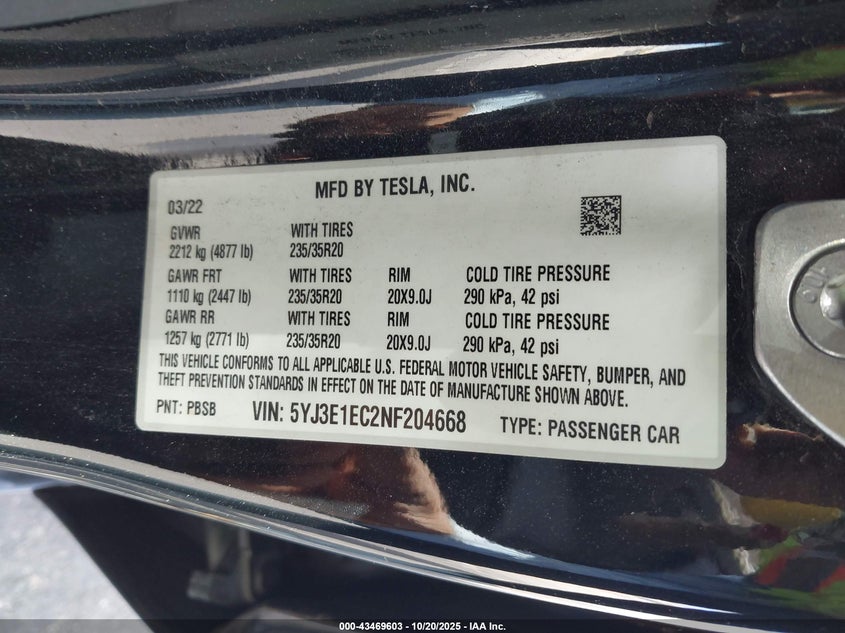 MFD BY TESLA, INC.
03/22
GVWR WITH TIRES
2212 kg (4877 lb) 235/35R20
GAWR FRT WITH TIRES RIM COLD TIRE PRESSURE
1110 kg (2447 lb) 235/35R20 20X9.0J 290 kPa, 42 psi
GAWR RR WITH TIRES RIM COLD TIRE PRESSURE
1257 kg (2771 lb) 235/35R20 20X9.0J 290 kPa, 42 psi
THIS VEHICLE CONFORMS TO ALL APPLICABLE U.S. FEDERAL MOTOR VEHICLE SAFETY, BUMPER, AND
THEFT PREVENTION STANDARDS IN EFFECT ON THE DATE OF MANUFACTURE SHOWN ABOVE.
PNT: PBSB VIN: 5YJ3E1EC2NF204668 TYPE: PASSENGER CAR
000-43469603 - 10/20/2025 - IAA Inc.